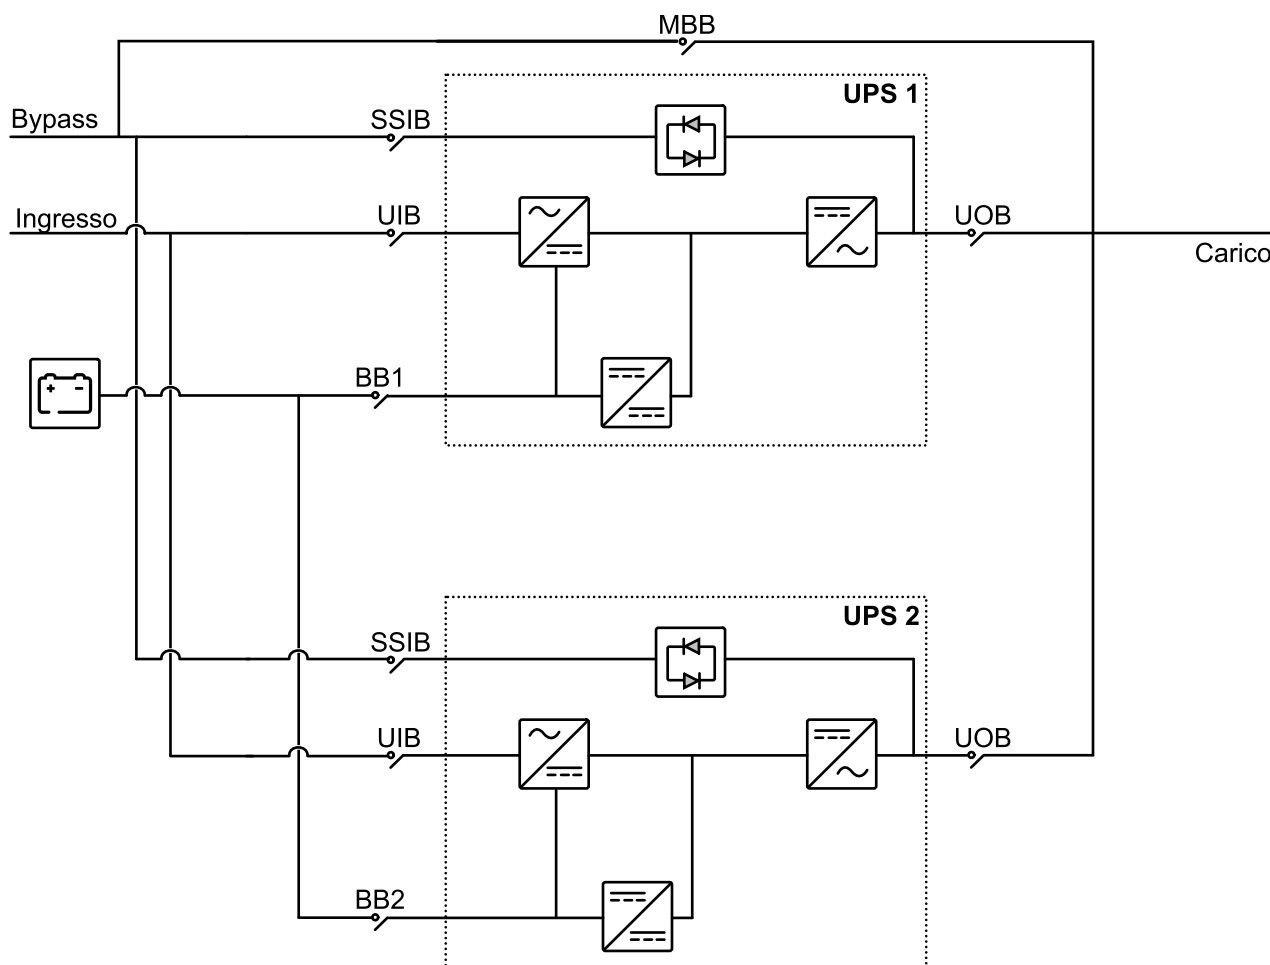 MBB
UPS 1
Bypass
SSIB
Ingresso
UIB
UOB
Carico
BB1
UPS 2
SSIB
UIB
UOB
BB2